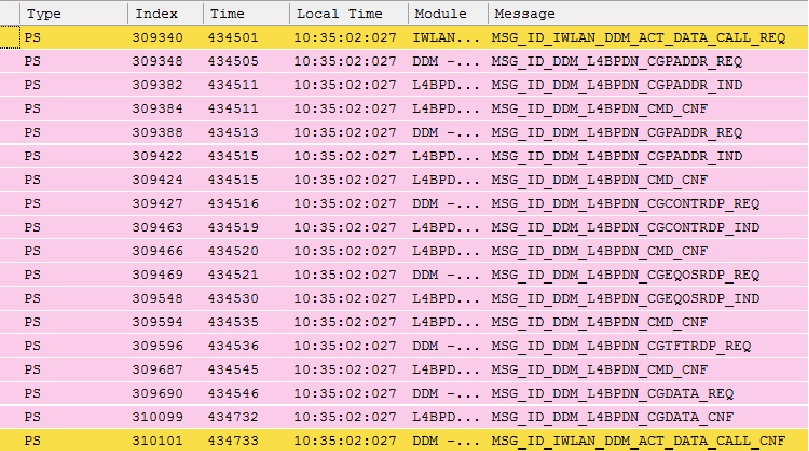 Type Index Time Local Time Module Message
PS 309340 434501 10:35:02:027 IWLAN... MSG_ID_IWLAN_DDM_ACT_DATA_CALL_REQ
PS 309348 434505 10:35:02:027 DDM -... MSG_ID_DDM_L4BPDN_CGPADDR_REQ
PS 309382 434511 10:35:02:027 L4BPD... MSG_ID_DDM_L4BPDN_CGPADDR_IND
PS 309384 434511 10:35:02:027 L4BPD... MSG_ID_DDM_L4BPDN_CMD_CNF
PS 309388 434513 10:35:02:027 DDM -... MSG_ID_DDM_L4BPDN_CGPADDR_REQ
PS 309422 434515 10:35:02:027 L4BPD... MSG_ID_DDM_L4BPDN_CGPADDR_IND
PS 309424 434515 10:35:02:027 L4BPD... MSG_ID_DDM_L4BPDN_CMD_CNF
PS 309427 434516 10:35:02:027 DDM -... MSG_ID_DDM_L4BPDN_CGCONTRDP_REQ
PS 309463 434519 10:35:02:027 L4BPD... MSG_ID_DDM_L4BPDN_CGCONTRDP_IND
PS 309466 434520 10:35:02:027 L4BPD... MSG_ID_DDM_L4BPDN_CMD_CNF
PS 309469 434521 10:35:02:027 DDM -... MSG_ID_DDM_L4BPDN_CGEQOSRDP_REQ
PS 309548 434530 10:35:02:027 L4BPD... MSG_ID_DDM_L4BPDN_CGEQOSRDP_IND
PS 309594 434535 10:35:02:027 L4BPD... MSG_ID_DDM_L4BPDN_CMD_CNF
PS 309596 434536 10:35:02:027 DDM -... MSG_ID_DDM_L4BPDN_CGTFTRDP_REQ
PS 309687 434545 10:35:02:027 L4BPD... MSG_ID_DDM_L4BPDN_CMD_CNF
PS 309690 434546 10:35:02:027 DDM -... MSG_ID_DDM_L4BPDN_CGDATA_REQ
PS 310099 434732 10:35:02:027 L4BPD... MSG_ID_DDM_L4BPDN_CGDATA_CNF
PS 310101 434733 10:35:02:027 DDM -... MSG_ID_IWLAN_DDM_ACT_DATA_CALL_CNF